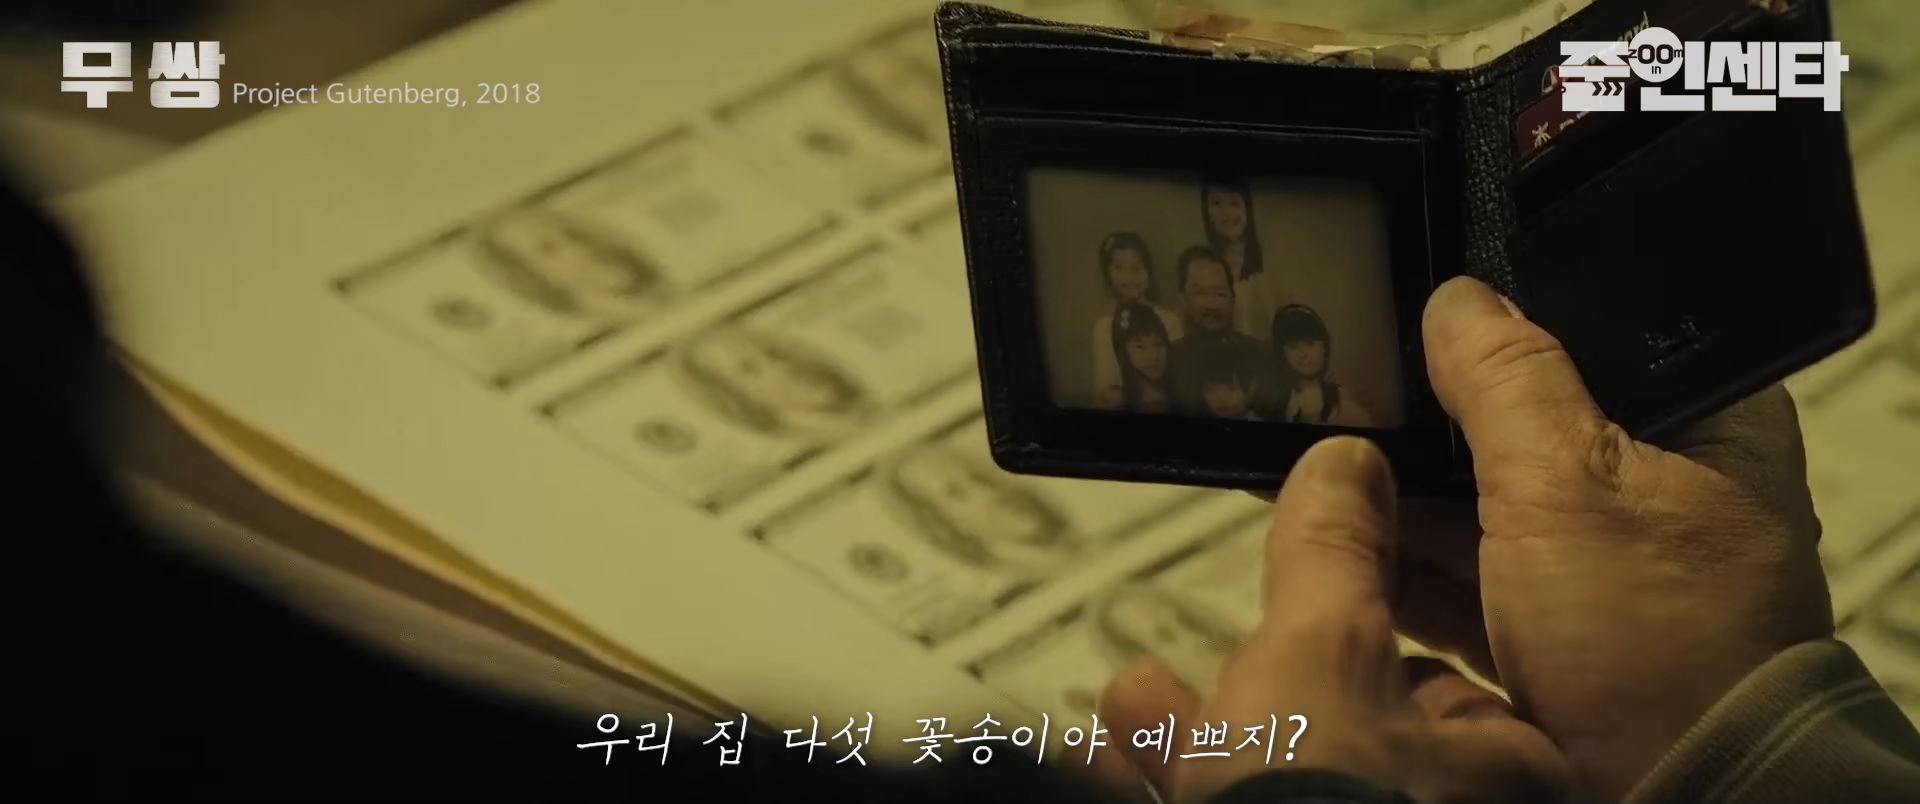 무쌍
Project Gutenberg, 2018
줌인센타
zoom
in
우리 집 다섯 꽃송이야 예쁘지?